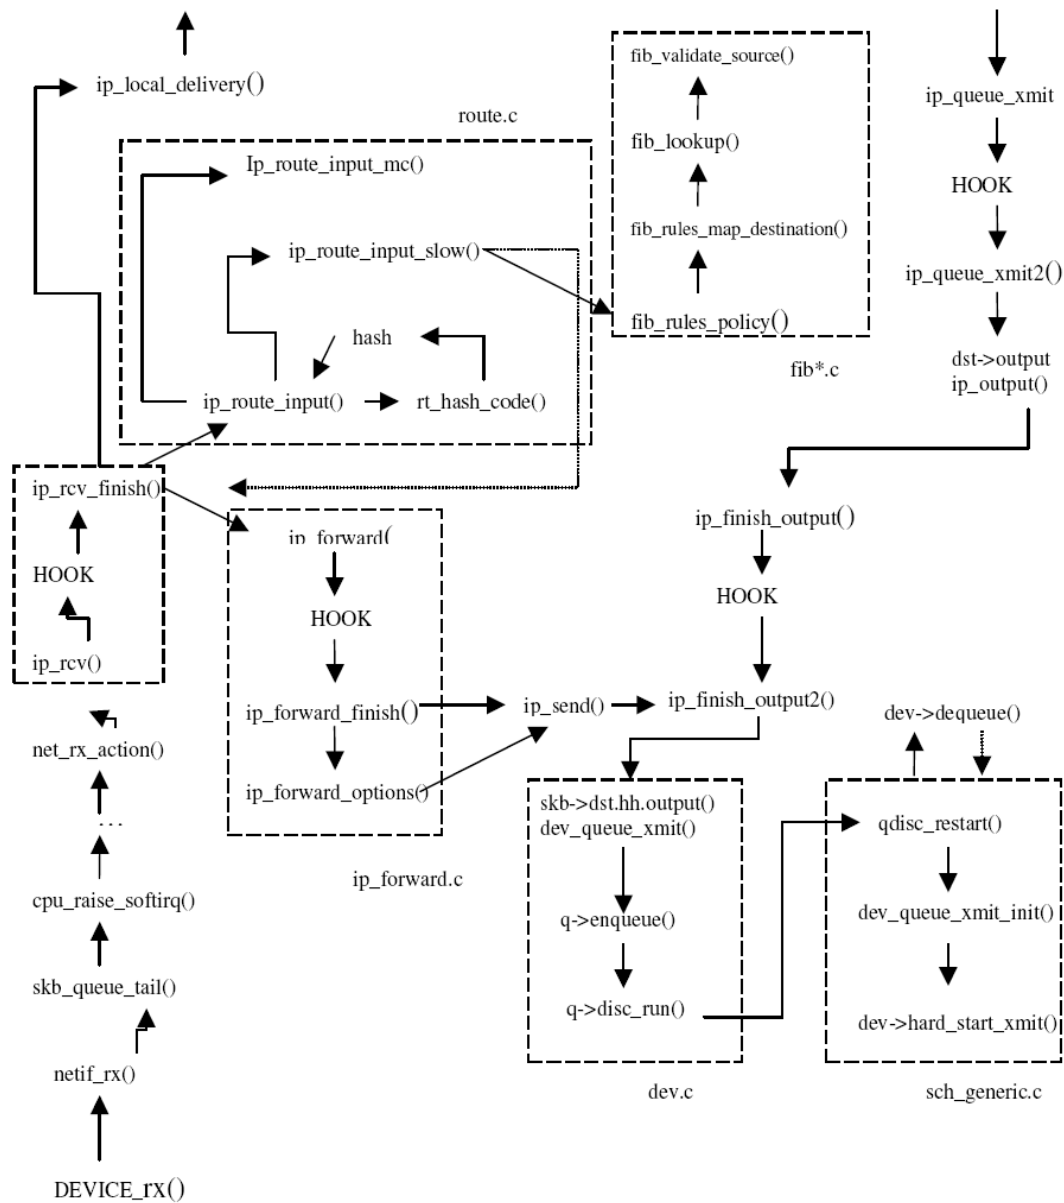 ip_local_delivery()
route.c
Ip_route_input_mc()
ip_route_input_slow()
hash
ip_route_input()
rt_hash_code()
fib_validate_source()
fib_lookup()
fib_rules_map_destination()
fib_rules_policy()
fib*.c
ip_queue_xmit
HOOK
ip_queue_xmit2()
dst->output
ip_output()
ip_rcv_finish()
HOOK
ip_rcv()
net_rx_action()
...
cpu_raise_softirq()
skb_queue_tail()
netif_rx()
DEVICE_rx()
ip_forward(
HOOK
ip_forward_finish()
ip_forward_options()
ip_forward.c
ip_send()
ip_finish_output()
HOOK
ip_finish_output2()
skb->dst.hh.output()
dev_queue_xmit()
q->enqueue()
q->disc_run()
dev.c
dev->dequeue()
qdisc_restart()
dev_queue_xmit_init()
dev->hard_start_xmit()
sch_generic.c